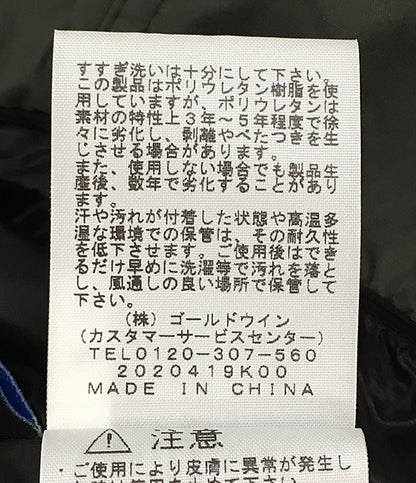 すすぎ洗いは十分にして下さい。
この製品はポリウレタン樹脂を使
用していますが、ポリウレタンは
素材の特性上３年～５年程度で徐
々に劣化し、剥離やべたつきを生
じさせる場合があります。
また、使用しない場合でも製品生
産後、数年で劣化することがあり
ます。
汗や汚れが付着した状態や高温多
湿な環境での保管は、その耐久性
を低下させます。ご使用後はでき
るだけ早めに洗濯等で汚れを落と
し、風通しの良い場所で保管して
下さい。
（株）ゴールドウイン
（カスタマーサービスセンター）
TEL0120-307-560
2020419K00
MADE IN CHINA
注意
・ご使用により皮膚に異常が発生し